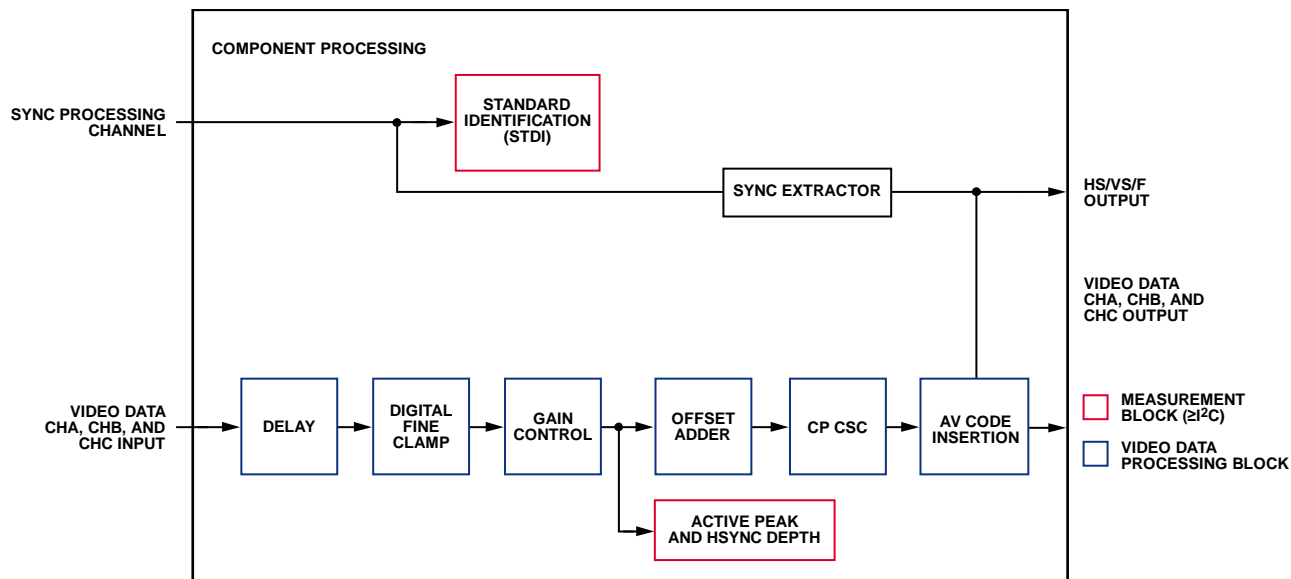 COMPONENT PROCESSING
SYNC PROCESSING
CHANNEL
STANDARD
IDENTIFICATION
(STDI)
SYNC EXTRACTOR
HS/VS/F
OUTPUT
VIDEO DATA
CHA, CHB, AND
CHC OUTPUT
VIDEO DATA
CHA, CHB, AND
CHC INPUT
DELAY
DIGITAL
FINE
CLAMP
GAIN
CONTROL
OFFSET
ADDER
CP CSC
AV CODE
INSERTION
ACTIVE PEAK
AND HSYNC DEPTH
MEASUREMENT
BLOCK (≥I²C)
VIDEO DATA
PROCESSING BLOCK